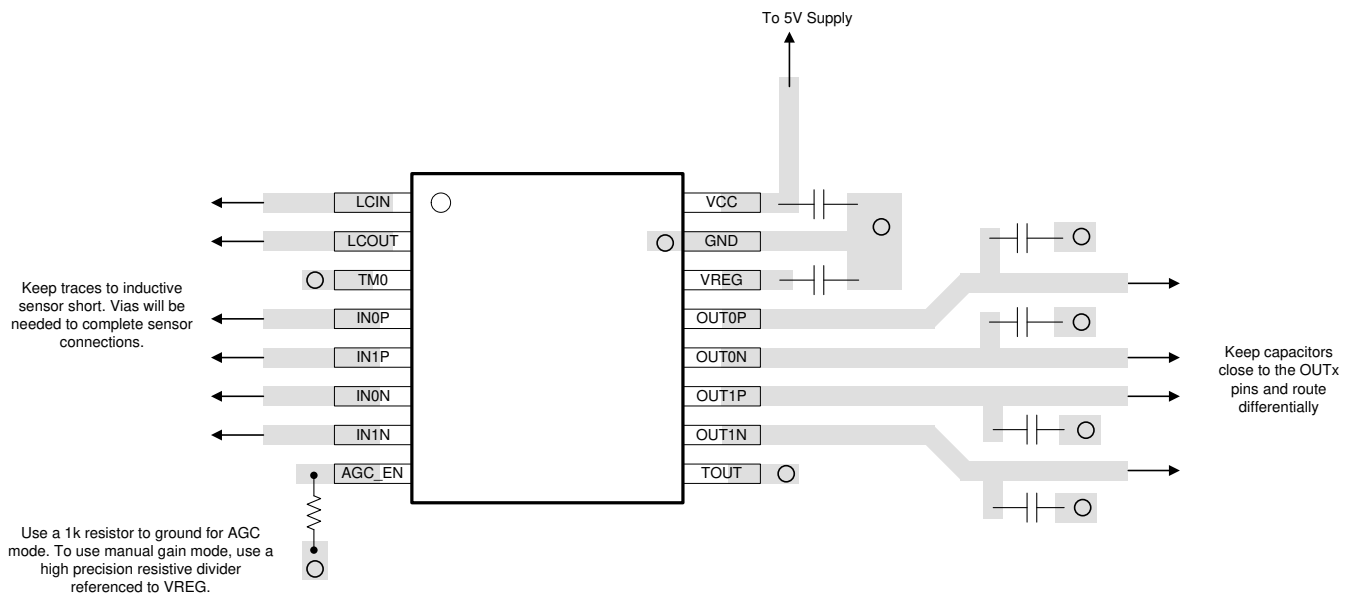 To 5V Supply
LCIN
LCOUT
TM0
IN0P
IN1P
IN0N
IN1N
AGC_EN
VCC
GND
VREG
OUT0P
OUT0N
OUT1P
OUT1N
TOUT
Keep traces to inductive
sensor short. Vias will be
needed to complete sensor
connections.
Keep capacitors
close to the OUTx
pins and route
differentially
Use a 1k resistor to ground for AGC
mode. To use manual gain mode, use a
high precision resistive divider
referenced to VREG.